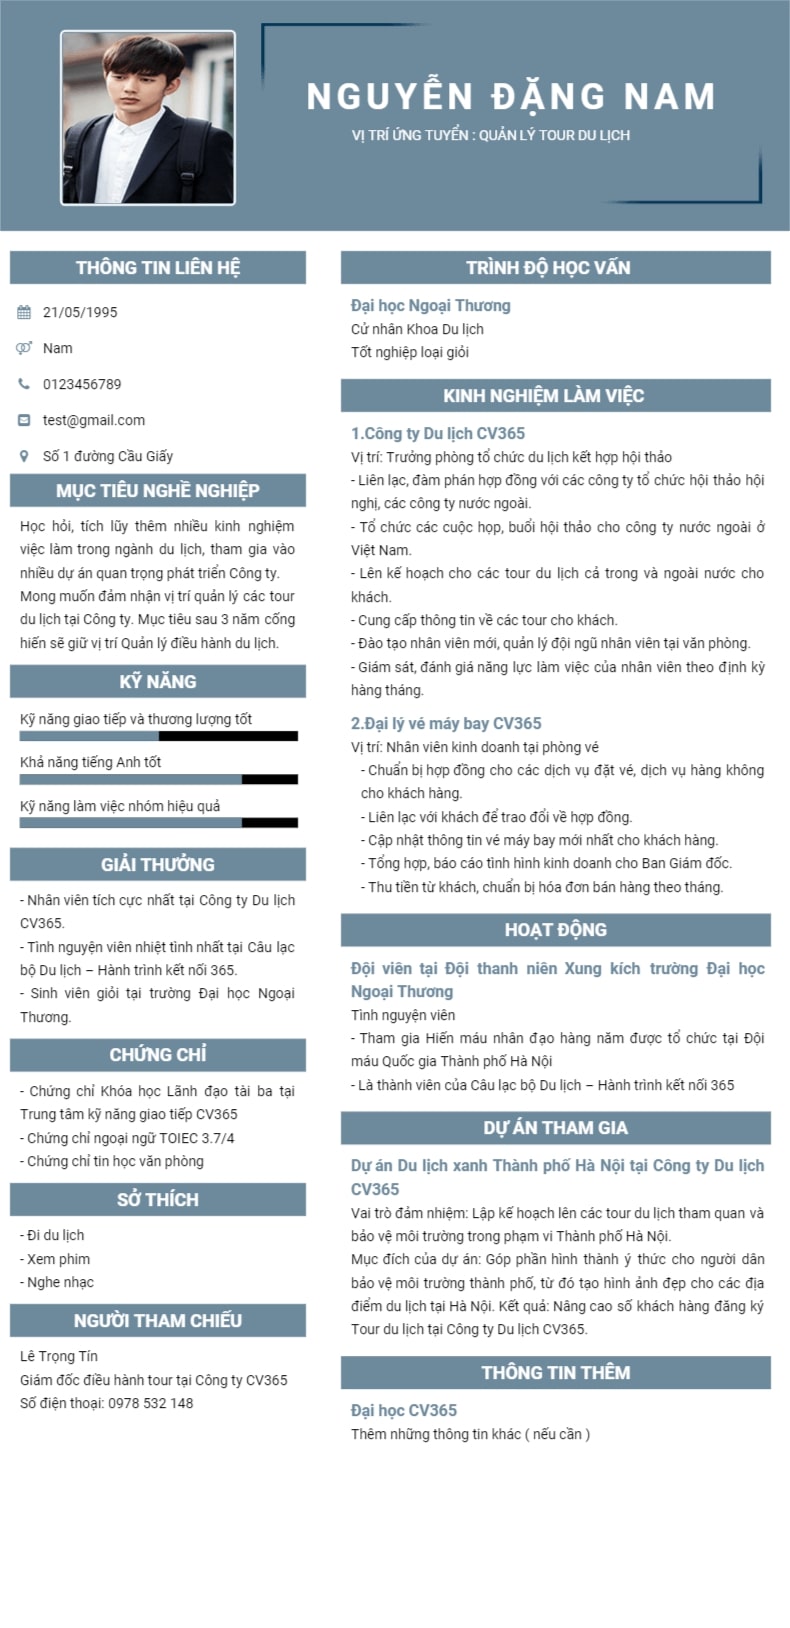 NGUYỄN ĐẶNG NAM
VỊ TRÍ ỨNG TUYỂN : QUẢN LÝ TOUR DU LỊCH
THÔNG TIN LIÊN HỆ
21/05/1995
Nam
0123456789
test@gmail.com
Số 1 đường Cầu Giấy
MỤC TIÊU NGHỀ NGHIỆP
Học hỏi, tích lũy thêm nhiều kinh nghiệm
việc làm trong ngành du lịch, tham gia vào
nhiều dự án quan trọng phát triển Công ty.
Mong muốn đảm nhận vị trí quản lý các tour
du lịch tại Công ty. Mục tiêu sau 3 năm cống
hiến sẽ giữ vị trí Quản lý điều hành du lịch.
KỸ NĂNG
Kỹ năng giao tiếp và thương lượng tốt
Khả năng tiếng Anh tốt
Kỹ năng làm việc nhóm hiệu quả
GIẢI THƯỞNG
- Nhân viên tích cực nhất tại Công ty Du lịch
CV365.
- Tình nguyện viên nhiệt tình nhất tại Câu lạc
bộ Du lịch – Hành trình kết nối 365.
- Sinh viên giỏi tại trường Đại học Ngoại
Thương.
CHỨNG CHỈ
- Chứng chỉ Khóa học Lãnh đạo tài ba tại
Trung tâm kỹ năng giao tiếp CV365
- Chứng chỉ ngoại ngữ TOIEC 3.7/4
- Chứng chỉ tin học văn phòng
SỞ THÍCH
- Đi du lịch
- Xem phim
- Nghe nhạc
NGƯỜI THAM CHIẾU
Lê Trọng Tín
Giám đốc điều hành tour tại Công ty CV365
Số điện thoại: 0978 532 148
TRÌNH ĐỘ HỌC VẤN
Đại học Ngoại Thương
Cử nhân Khoa Du lịch
Tốt nghiệp loại giỏi
KINH NGHIỆM LÀM VIỆC
1.Công ty Du lịch CV365
Vị trí: Trưởng phòng tổ chức du lịch kết hợp hội thảo
- Liên lạc, đàm phán hợp đồng với các công ty tổ chức hội thảo hội
nghị, các công ty nước ngoài.
- Tổ chức các cuộc họp, buổi hội thảo cho công ty nước ngoài ở
Việt Nam.
- Lên kế hoạch cho các tour du lịch cả trong và ngoài nước cho
khách.
- Cung cấp thông tin về các tour cho khách.
- Đào tạo nhân viên mới, quản lý đội ngũ nhân viên tại văn phòng.
- Giám sát, đánh giá năng lực làm việc của nhân viên theo định kỳ
hàng tháng.
2.Đại lý vé máy bay CV365
Vị trí: Nhân viên kinh doanh tại phòng vé
- Chuẩn bị hợp đồng cho các dịch vụ đặt vé, dịch vụ hàng không
cho khách hàng.
- Liên lạc với khách để trao đổi về hợp đồng.
- Cập nhật thông tin vé máy bay mới nhất cho khách hàng.
- Tổng hợp, báo cáo tình hình kinh doanh cho Ban Giám đốc.
- Thu tiền từ khách, chuẩn bị hóa đơn bán hàng theo tháng.
HOẠT ĐỘNG
Đội viên tại Đội thanh niên Xung kích trường Đại học
Ngoại Thương
Tình nguyện viên
- Tham gia Hiến máu nhân đạo hàng năm được tổ chức tại Đội
máu Quốc gia Thành phố Hà Nội
- Là thành viên của Câu lạc bộ Du lịch – Hành trình kết nối 365
DỰ ÁN THAM GIA
Dự án Du lịch xanh Thành phố Hà Nội tại Công ty Du lịch
CV365
Vai trò đảm nhiệm: Lập kế hoạch lên các tour du lịch tham quan và
bảo vệ môi trường trong phạm vi Thành phố Hà Nội.
Mục đích của dự án: Góp phần hình thành ý thức cho người dân
bảo vệ môi trường thành phố, từ đó tạo hình ảnh đẹp cho các địa
điểm du lịch tại Hà Nội. Kết quả: Nâng cao số khách hàng đăng ký
Tour du lịch tại Công ty Du lịch CV365.
THÔNG TIN THÊM
Đại học CV365
Thêm những thông tin khác ( nếu cần )